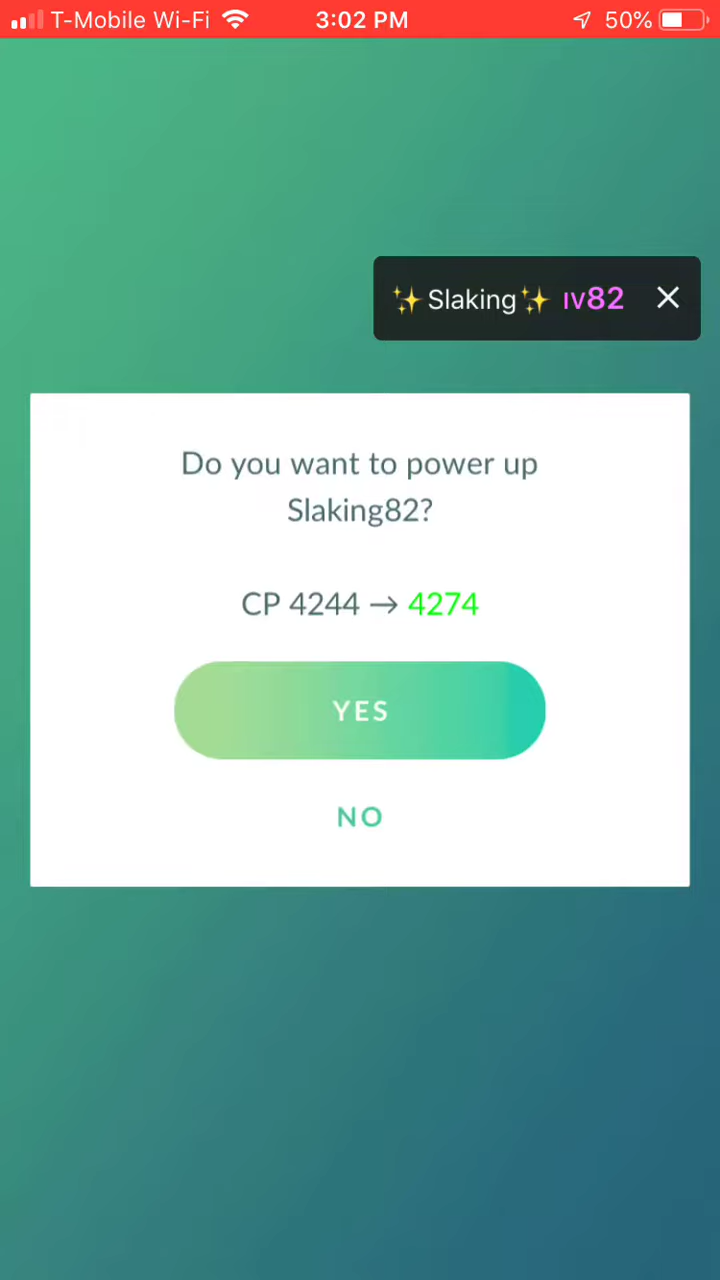 T-Mobile Wi-Fi 3:02 PM 50%
✨Slaking✨ IV82 ×
Do you want to power up
Slaking82?
CP 4244 → 4274
YES
NO